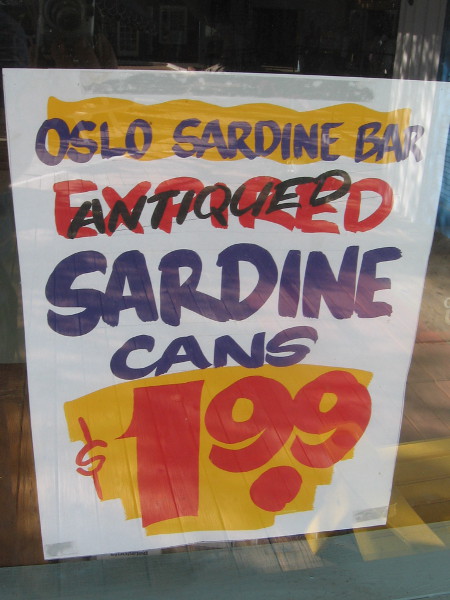 OSLO SARDINE BAR
EXPIRED
ANTIQUED
SARDINE
CANS
$1.99